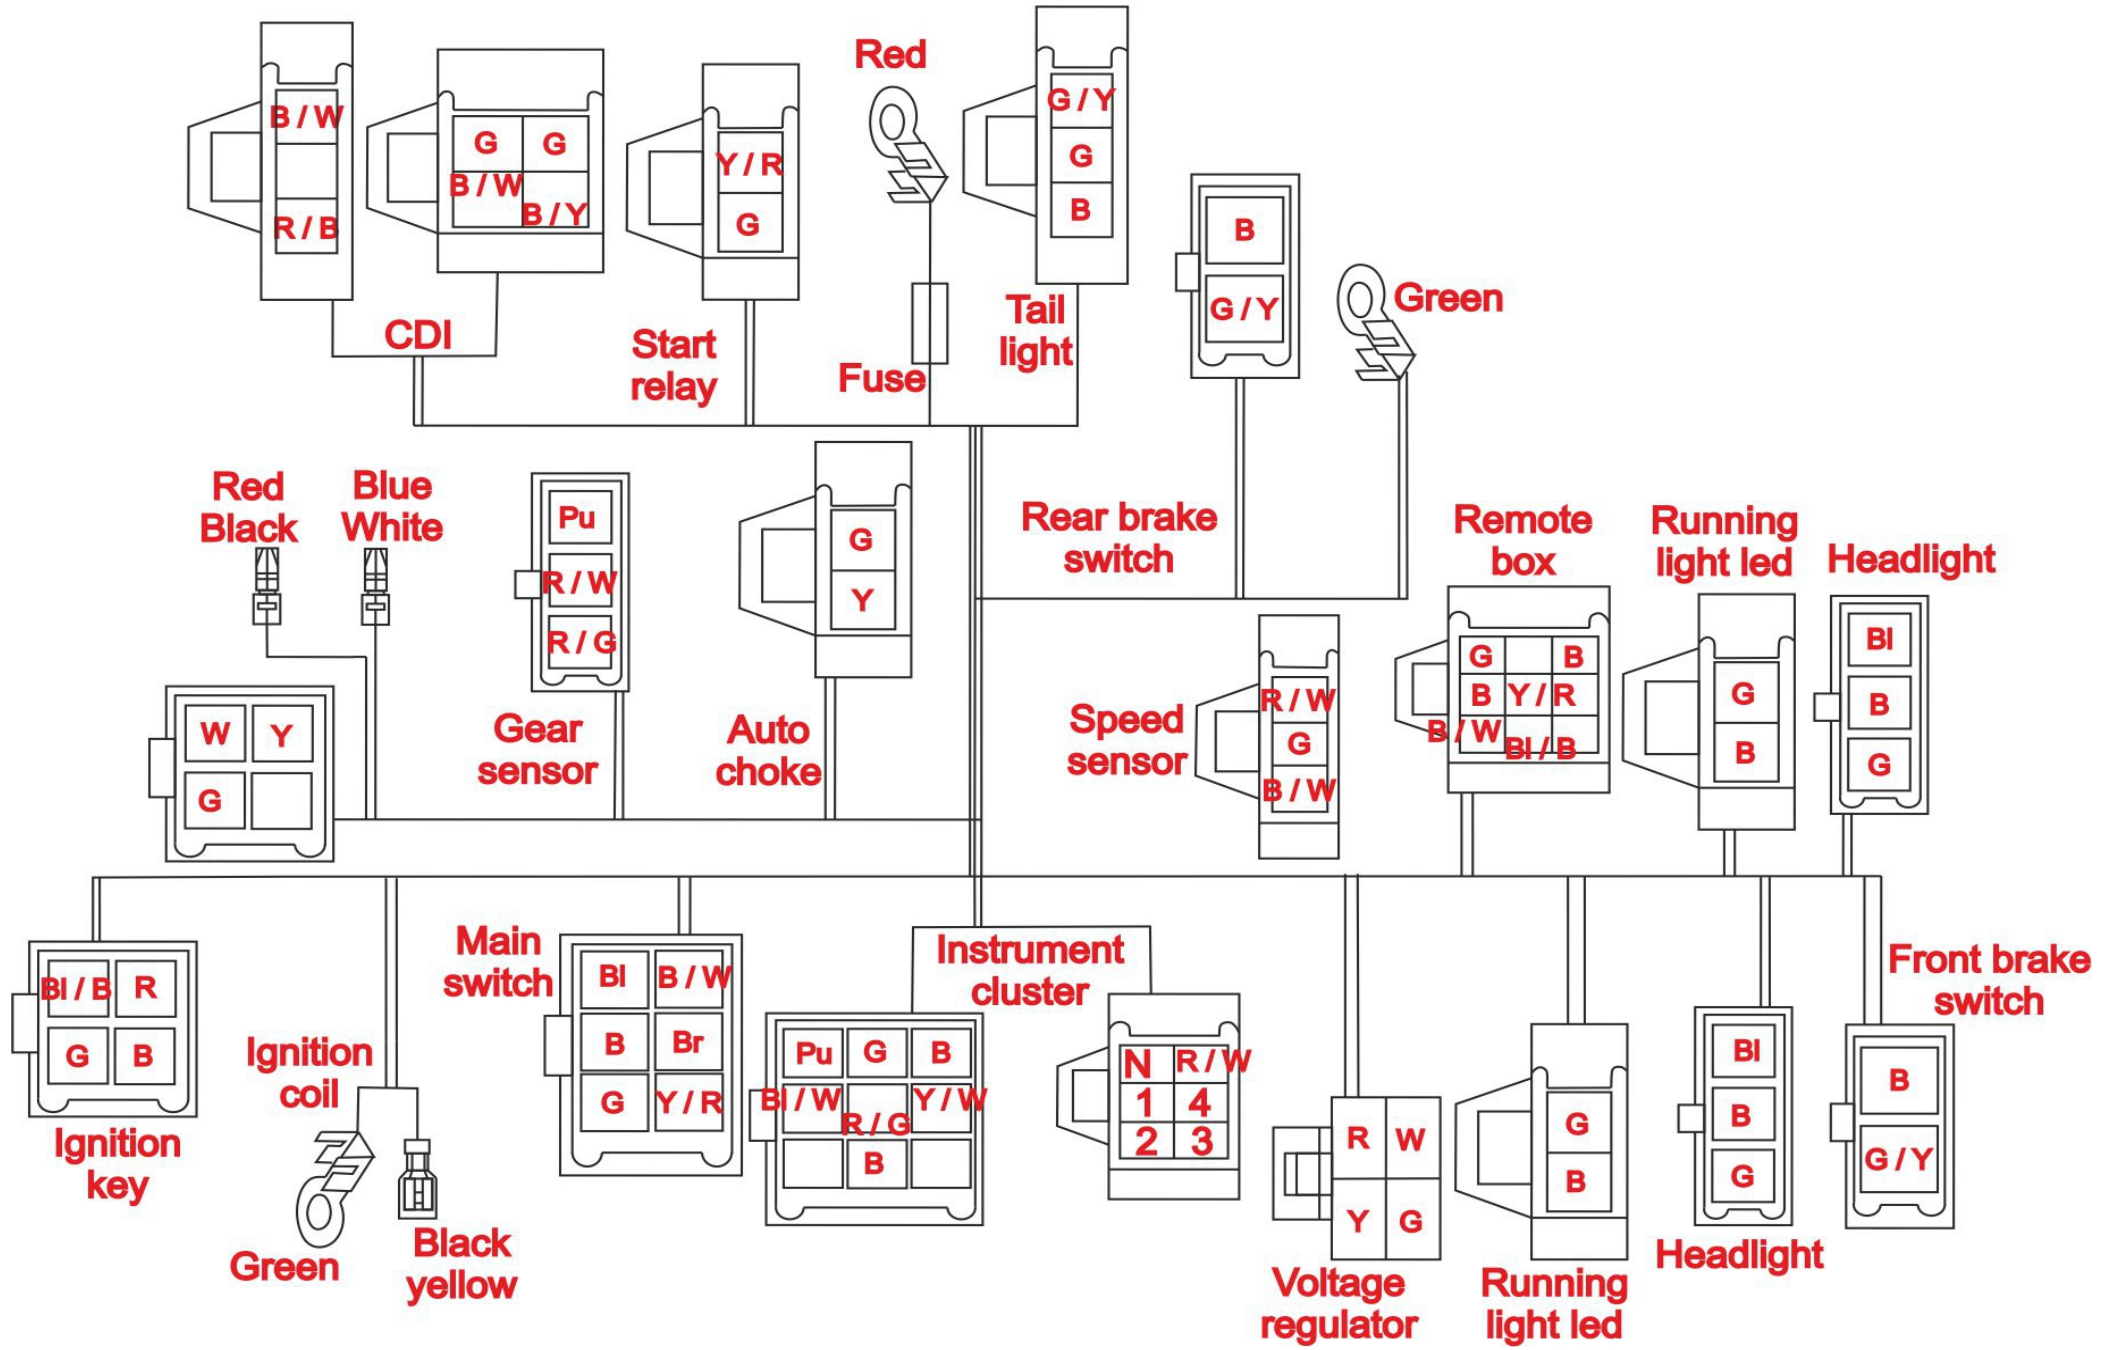 B / W
R / B
G G
B / W
B / Y
CDI
Y / R
G
Start
relay
Red
Fuse
G / Y
G
B
Tail
light
B
G / Y
Green
Rear brake
switch
Red
Black
Blue
White
W Y
G
Pu
R / W
R / G
Gear
sensor
G
Y
Auto
choke
R / W
G
B / W
Speed
sensor
Remote
box
G B
B Y / R
B / W
Bl / B
Running
light led
G
B
Headlight
Bl
B
G
Bl / B R
G B
Ignition
key
Ignition
coil
Green
Black
yellow
Main
switch
Bl B / W
B Br
G Y / R
Instrument
cluster
Pu G B
Bl / W Y / W
R / G
B
N R / W
1 4
2 3
R W
Y G
Voltage
regulator
G
B
Running
light led
Bl
B
G
Headlight
Front brake
switch
B
G / Y